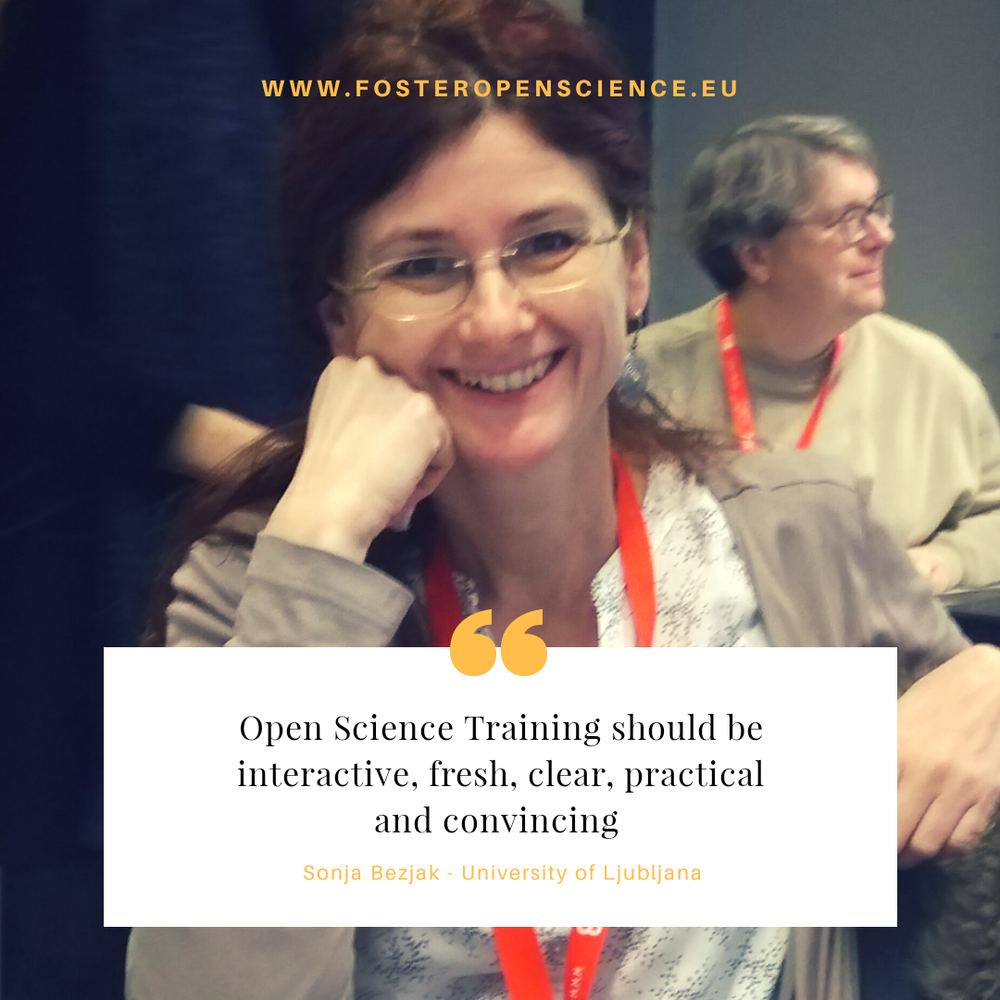 WWW.FOSTEROPENSCIENCE.EU
Open Science Training should be
interactive, fresh, clear, practical
and convincing
Sonja Bezjak - University of Ljubljana